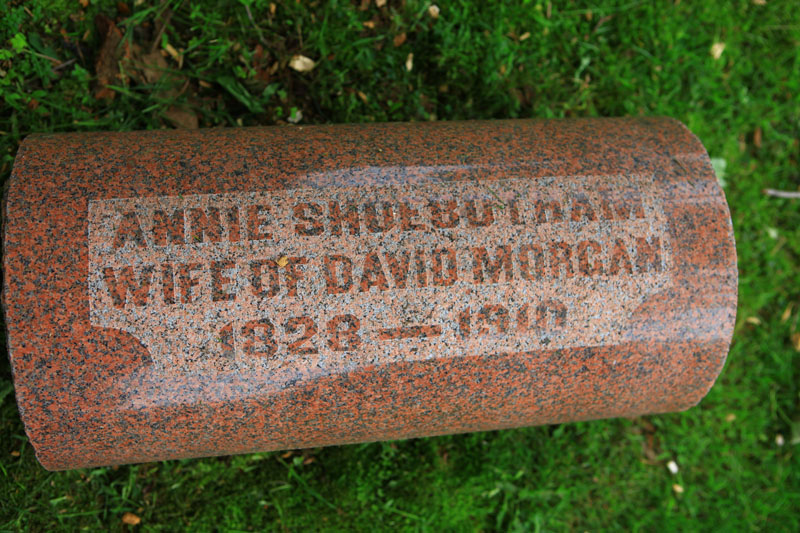 ANNIE SHOEBOTHAM
WIFE OF DAVID MORGAN
1828 — 1910